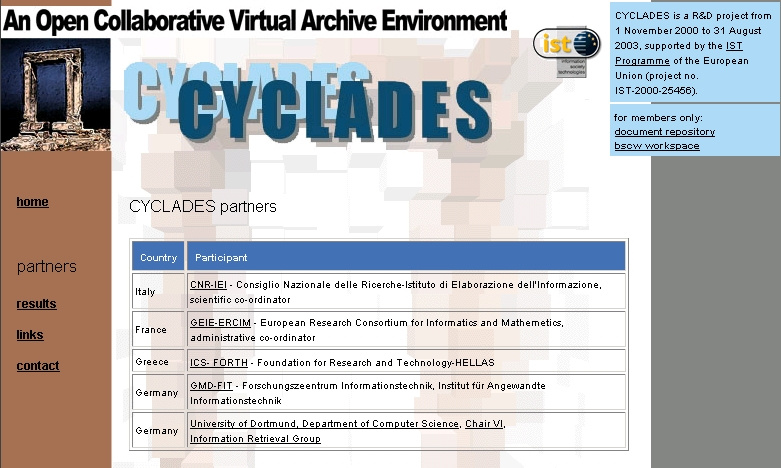 An Open Collaborative Virtual Archive Environment
ist
information
society
technologies
CYCLADES
CYCLADES
CYCLADES is a R&D project from
1 November 2000 to 31 August
2003, supported by the IST
Programme of the European
Union (project no.
IST-2000-25456).
for members only:
document repository
bscw workspace
home
partners
results
links
contact
CYCLADES partners
Country Participant
Italy CNR-IEI - Consiglio Nazionale delle Ricerche-Istituto di Elaborazione dell'Informazione,
scientific co-ordinator
France GEIE-ERCIM - European Research Consortium for Informatics and Mathemetics,
administrative co-ordinator
Greece ICS- FORTH - Foundation for Research and Technology-HELLAS
Germany GMD-FIT - Forschungszeentrum Informationstechnik, Institut für Angewandte
Informationstechnik
Germany University of Dortmund, Department of Computer Science, Chair VI,
Information Retrieval Group